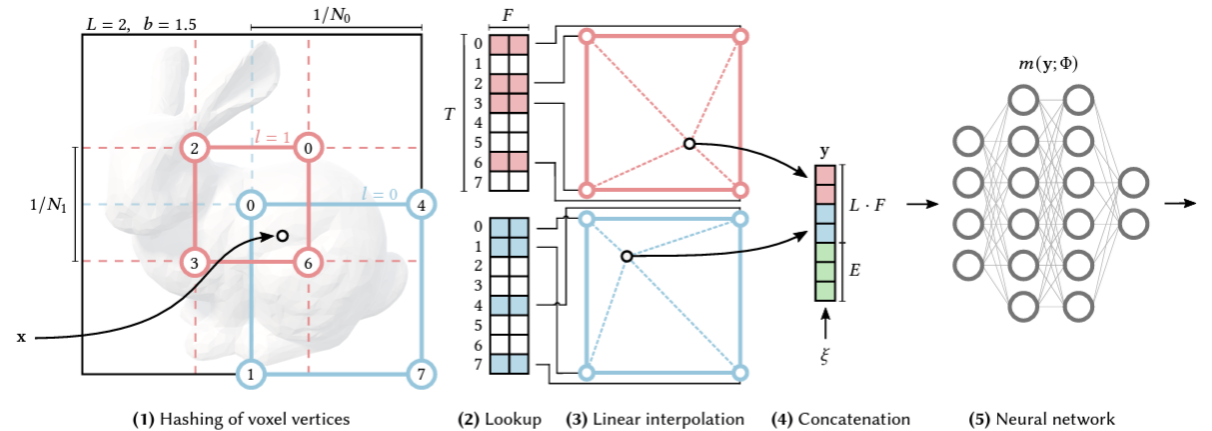 L = 2, b = 1.5
1/N₀
l = 1
2
0
l = 0
0
4
1/N₁
3
6
x
1
7
F
T
0
1
2
3
4
5
6
7
0
1
2
3
4
5
6
7
y
L · F
E
ξ
m(y; Φ)
(1) Hashing of voxel vertices
(2) Lookup
(3) Linear interpolation
(4) Concatenation
(5) Neural network